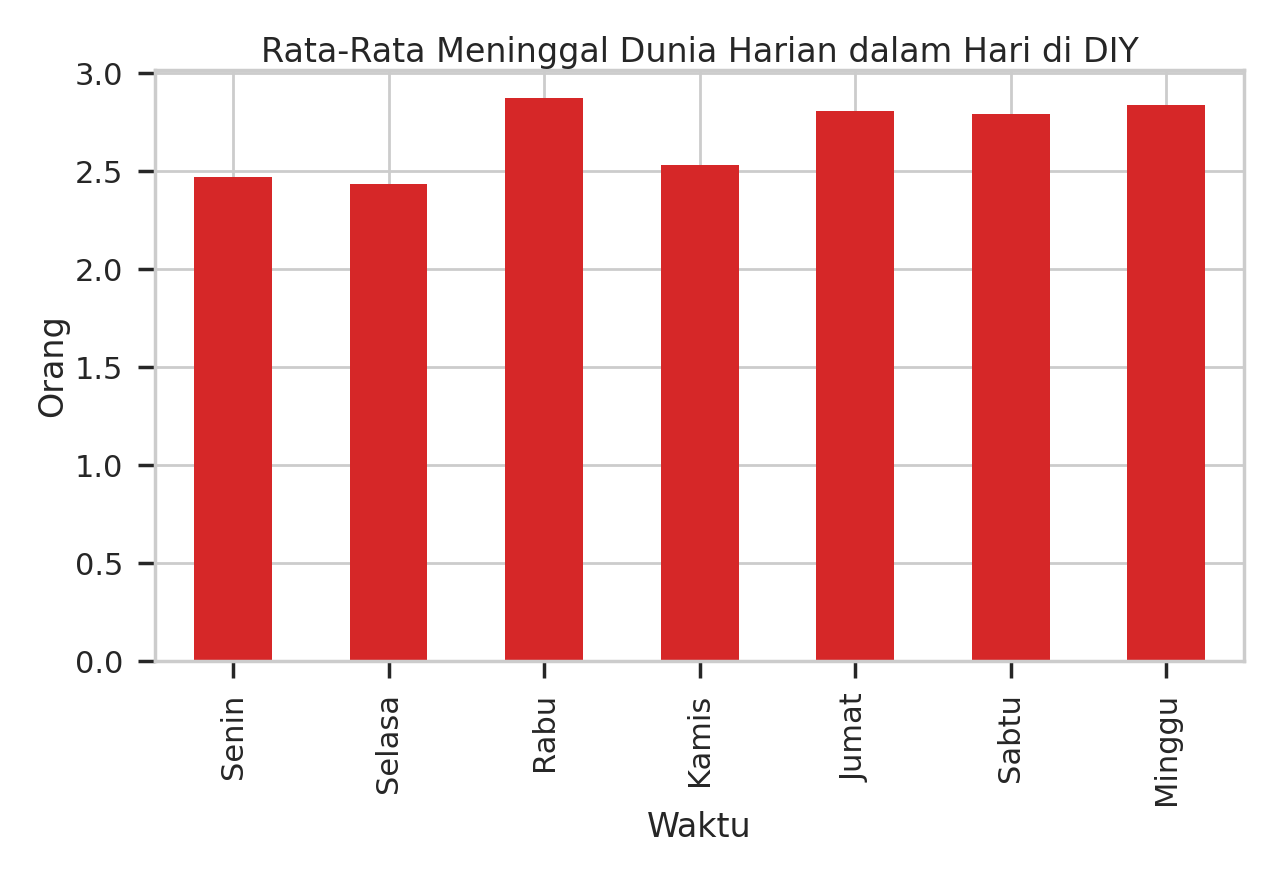 Rata-Rata Meninggal Dunia Harian dalam Hari di DIY
3.0
2.5
2.0
1.5
1.0
0.5
0.0
Orang
Senin
Selasa
Rabu
Kamis
Jumat
Sabtu
Minggu
Waktu